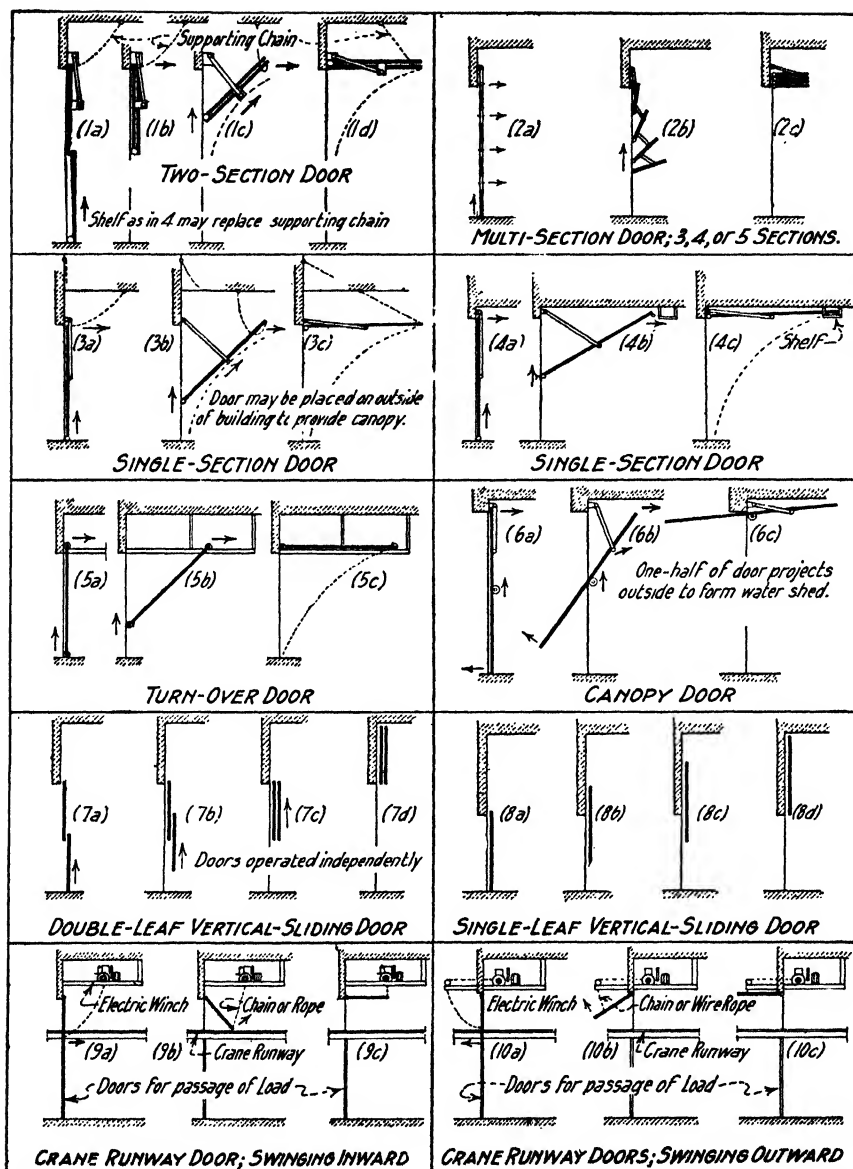 Supporting Chain
(1a) (1b) (1c) (1d)
TWO-SECTION DOOR
Shelf as in 4 may replace supporting chain
(2a) (2b) (2c)
MULTI-SECTION DOOR; 3, 4, or 5 SECTIONS.
(3a) (3b) (3c)
Door may be placed on outside
of building to provide canopy.
SINGLE-SECTION DOOR
(4a) (4b) (4c)
Shelf
SINGLE-SECTION DOOR
(5a) (5b) (5c)
TURN-OVER DOOR
(6a) (6b) (6c)
One-half of door projects
outside to form water shed.
CANOPY DOOR
(7a) (7b) (7c) (7d)
Doors operated independently
DOUBLE-LEAF VERTICAL-SLIDING DOOR
(8a) (8b) (8c) (8d)
SINGLE-LEAF VERTICAL-SLIDING DOOR
Electric Winch Chain or Rope
(9a) (9b) (9c)
Crane Runway
Doors for passage of Load
CRANE RUNWAY DOOR; SWINGING INWARD
Electric Winch Chain or Wire Rope
(10a) (10b) (10c)
Crane Runway
Doors for passage of Load
CRANE RUNWAY DOORS; SWINGING OUTWARD